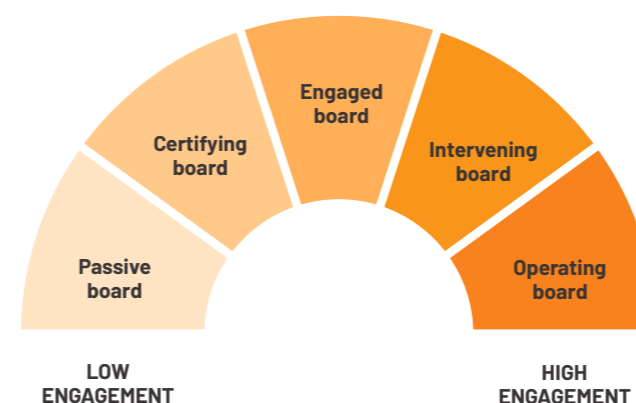 Engaged
board
Certifying
board
Intervening
board
Passive
board
Operating
board
LOW
ENGAGEMENT
HIGH
ENGAGEMENT